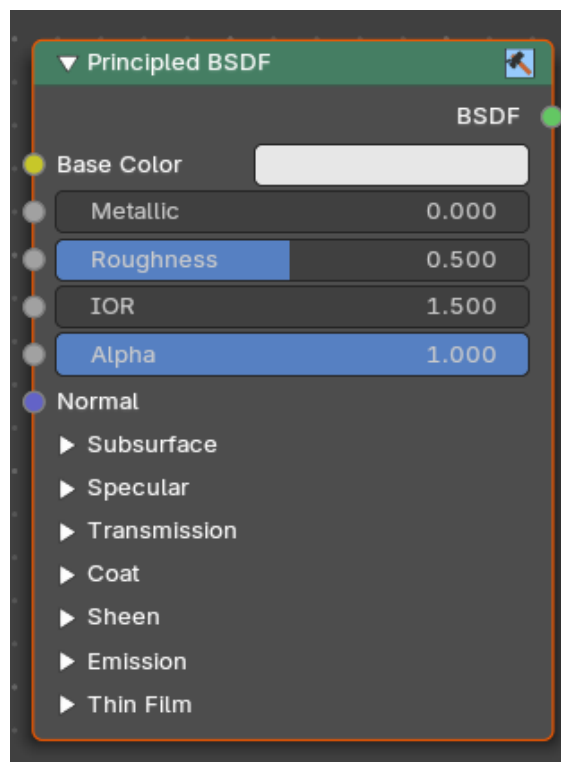 Principled BSDF
BSDF
Base Color
Metallic 0.000
Roughness 0.500
IOR 1.500
Alpha 1.000
Normal
Subsurface
Specular
Transmission
Coat
Sheen
Emission
Thin Film